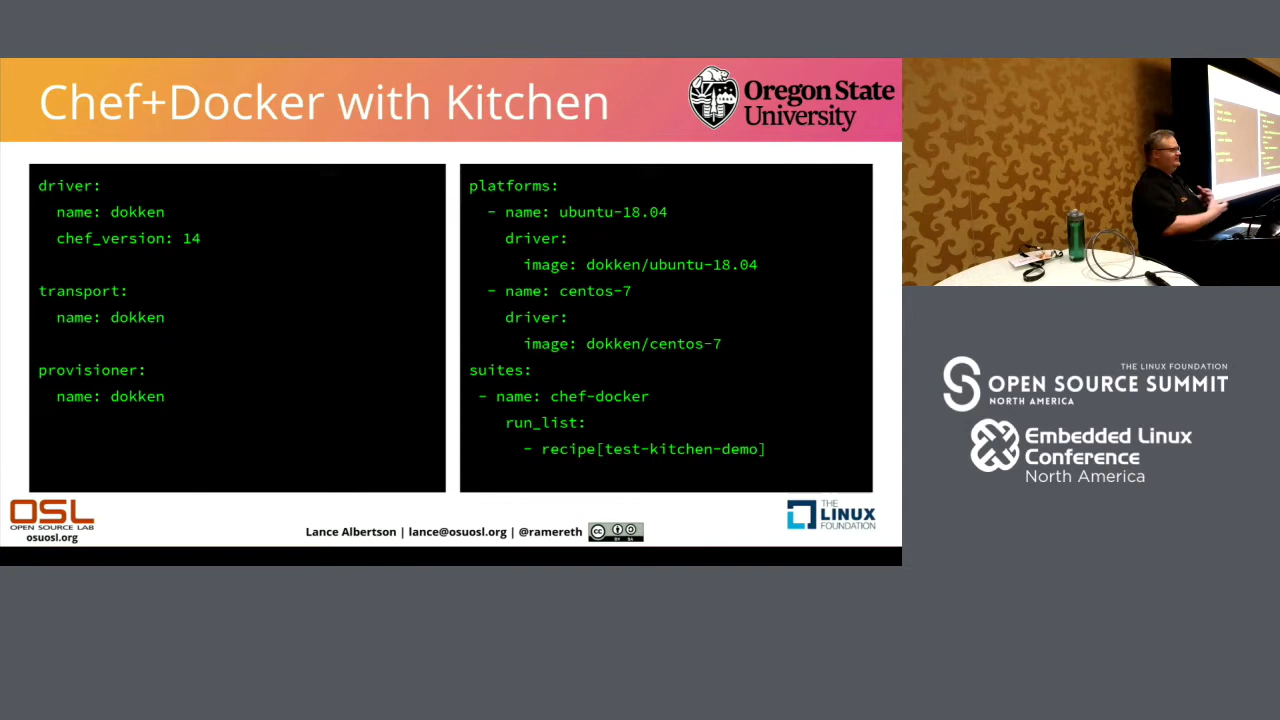 Chef+Docker with Kitchen
Oregon State
University
driver:
  name: dokken
  chef_version: 14
transport:
  name: dokken
provisioner:
  name: dokken
platforms:
  - name: ubuntu-18.04
    driver:
      image: dokken/ubuntu-18.04
  - name: centos-7
    driver:
      image: dokken/centos-7
suites:
 - name: chef-docker
    run_list:
      - recipe[test-kitchen-demo]
OSL
OPEN SOURCE LAB
osuosl.org
Lance Albertson | lance@osuosl.org | @ramereth
cc
BY SA
THE
LINUX
FOUNDATION
THE LINUX FOUNDATION
OPEN SOURCE SUMMIT
NORTH AMERICA
Embedded Linux
Conference
North America